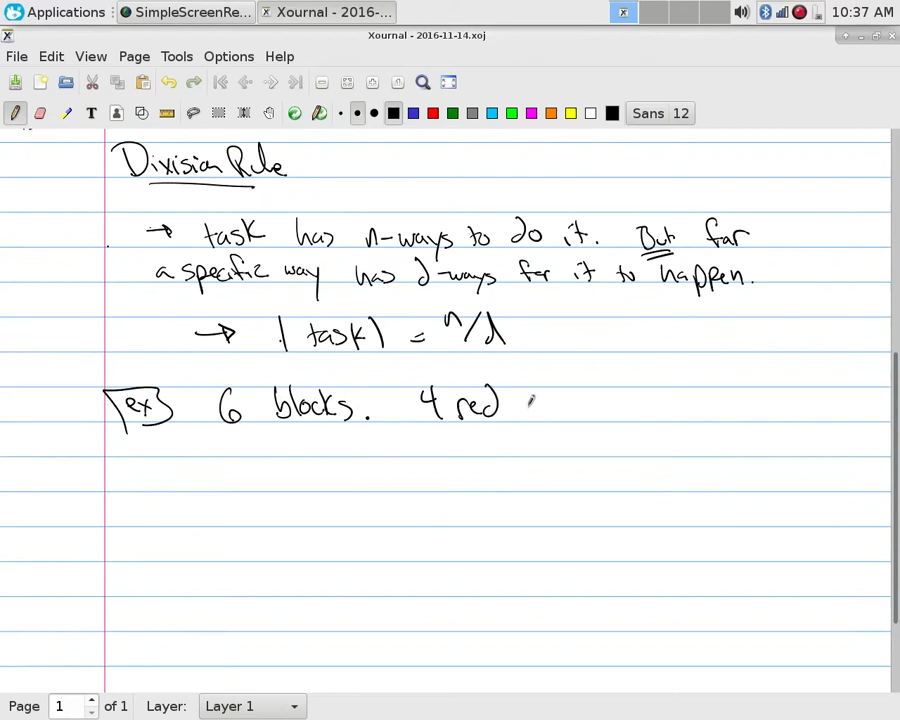 Applications SimpleScreenRe... Xournal - 2016-... 10:37 AM
Xournal - 2016-11-14.xoj
File Edit View Page Tools Options Help
T Sans 12
Division Rule
→ task has n-ways to do it. But for
a specific way has d-ways for it to happen.
→ |task| = n/d
ex 6 blocks. 4 red
Page 1 of 1 Layer: Layer 1